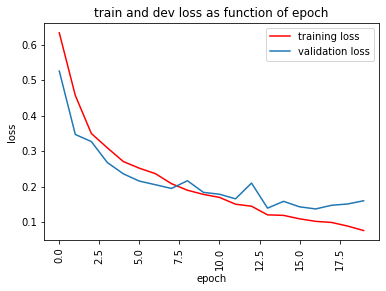 train and dev loss as function of epoch
training loss
validation loss
loss
0.6
0.5
0.4
0.3
0.2
0.1
0.0
2.5
5.0
7.5
10.0
12.5
15.0
17.5
epoch